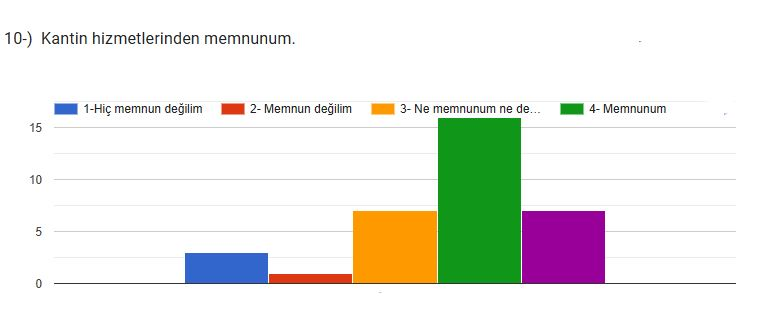 10-) Kantin hizmetlerinden memnunum.
1-Hiç memnun değilim 2- Memnun değilim 3- Ne memnunum ne de... 4- Memnunum
15
10
5
0